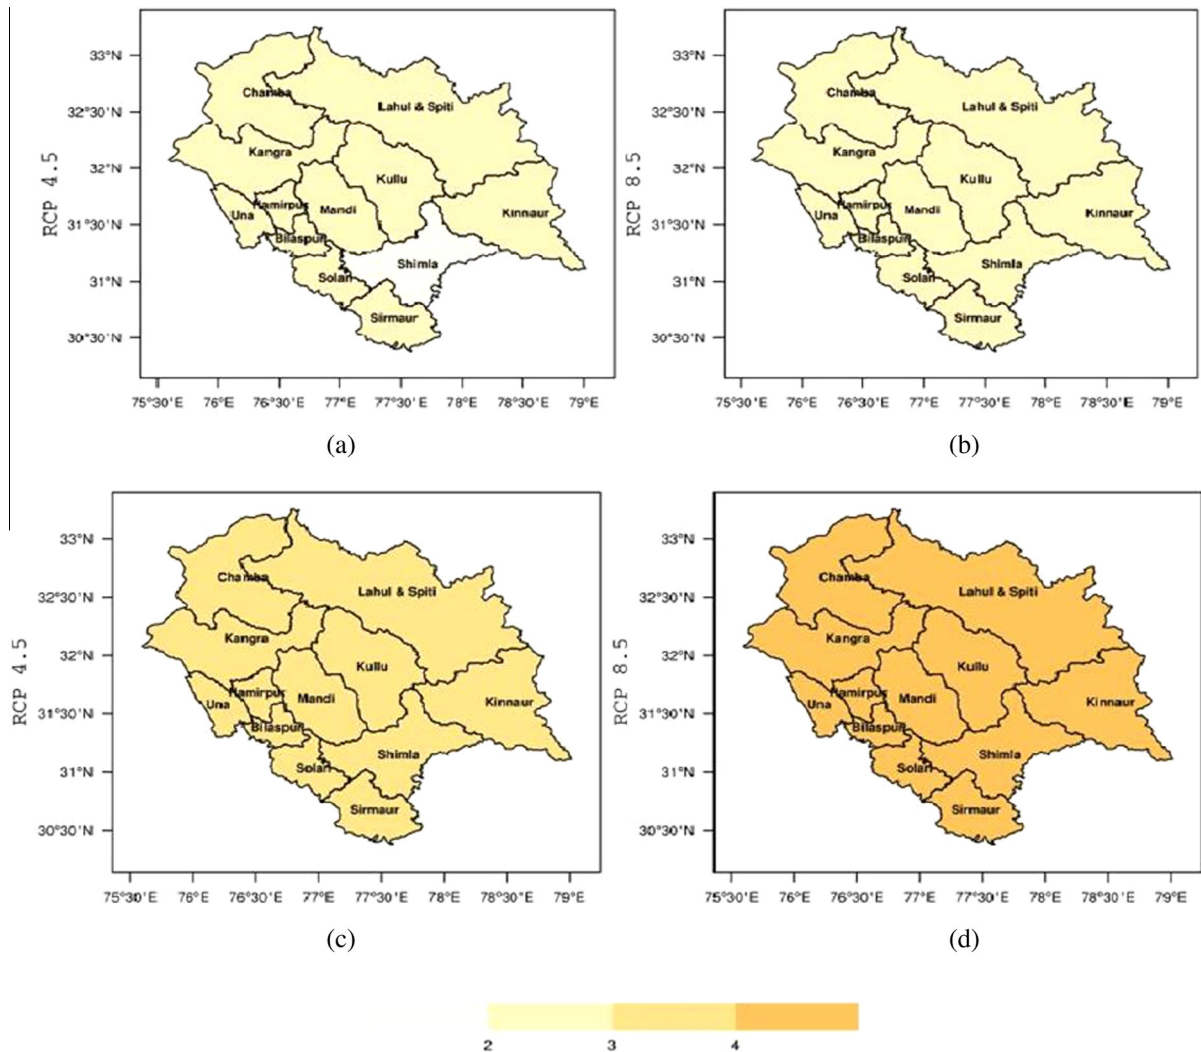 33°N
32°30'N
32°N
31°30'N
31°N
30°30'N
RCP 4.5
Chamba
Lahul & Spiti
Kangra
Kullu
Hamirpur
Mandi
Una
Kinnaur
Bilaspur
Shimla
Solan
Sirmaur
75°30'E 76°E 76°30'E 77°E 77°30'E 78°E 78°30'E 79°E
(a)
33°N
32°30'N
32°N
31°30'N
31°N
30°30'N
RCP 8.5
Chamba
Lahul & Spiti
Kangra
Kullu
Hamirpur
Mandi
Una
Kinnaur
Bilaspur
Shimla
Solan
Sirmaur
75°30'E 76°E 76°30'E 77°E 77°30'E 78°E 78°30'E 79°E
(b)
33°N
32°30'N
32°N
31°30'N
31°N
30°30'N
RCP 4.5
Chamba
Lahul & Spiti
Kangra
Kullu
Hamirpur
Mandi
Una
Kinnaur
Bilaspur
Shimla
Solan
Sirmaur
75°30'E 76°E 76°30'E 77°E 77°30'E 78°E 78°30'E 79°E
(c)
33°N
32°30'N
32°N
31°30'N
31°N
30°30'N
RCP 8.5
Chamba
Lahul & Spiti
Kangra
Kullu
Hamirpur
Mandi
Una
Kinnaur
Bilaspur
Shimla
Solan
Sirmaur
75°30'E 76°E 76°30'E 77°E 77°30'E 78°E 78°30'E 79°E
(d)
2 3 4